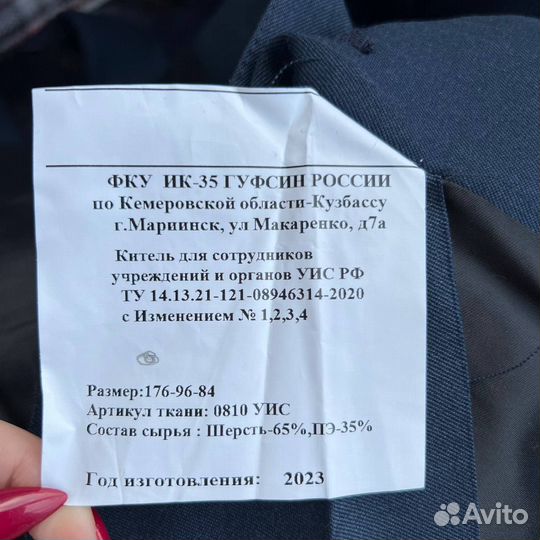 ФКУ ИК-35 ГУФСИН РОССИИ
по Кемеровской области-Кузбассу
г.Мариинск, ул Макаренко, д7а
Китель для сотрудников
учреждений и органов УИС РФ
ТУ 14.13.21-121-08946314-2020
с Изменением № 1,2,3,4
Размер:176-96-84
Артикул ткани: 0810 УИС
Состав сырья : Шерсть-65%,ПЭ-35%
Год изготовления: 2023
Avito